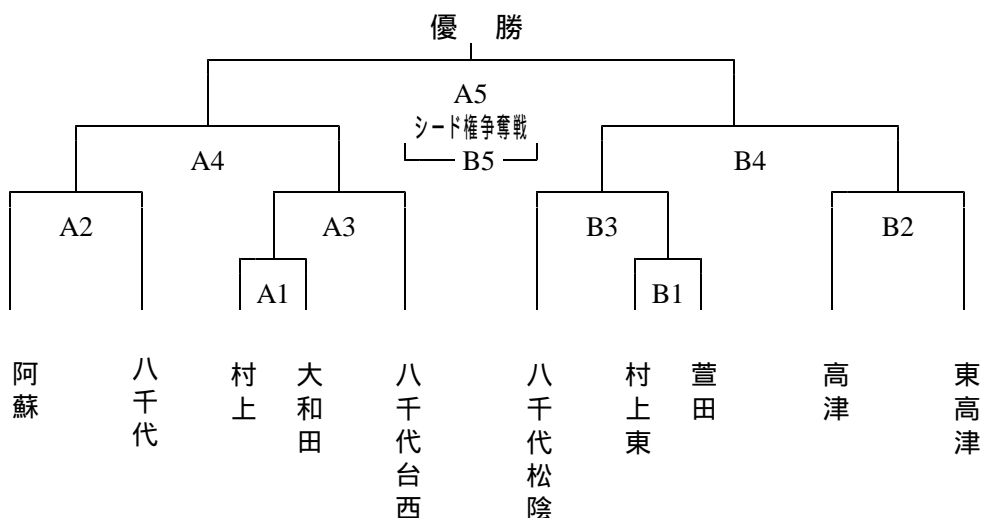 優 勝
A5
シード権争奪戦
B5
A4
B4
A2
A3
B3
B2
A1
B1
阿蘇
八千代
村上
大和田
八千代台西
八千代松陰
村上東
萱田
高津
東高津